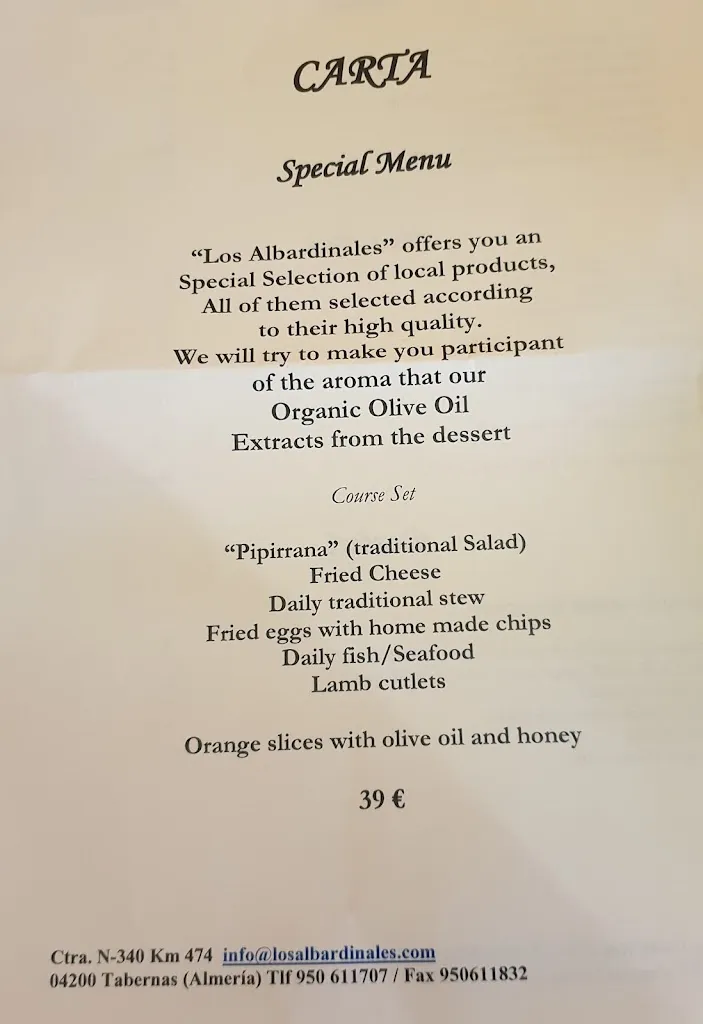 CARTA
Special Menu
“Los Albardinales” offers you an
Special Selection of local products,
All of them selected according
to their high quality.
We will try to make you participant
of the aroma that our
Organic Olive Oil
Extracts from the dessert
Course Set
“Pipirrana” (traditional Salad)
Fried Cheese
Daily traditional stew
Fried eggs with home made chips
Daily fish/Seafood
Lamb cutlets
Orange slices with olive oil and honey
39 €
Ctra. N-340 Km 474 info@losalbardinales.com
04200 Tabernas (Almería) Tlf 950 611707 / Fax 950611832